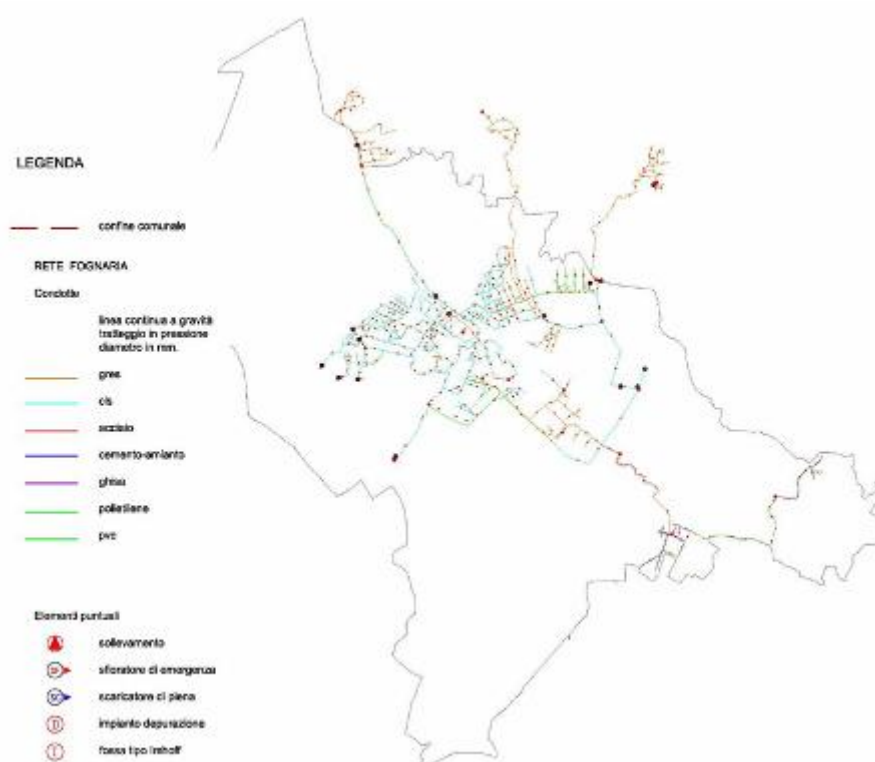 LEGENDA
confine comunale
RETE FOGNARIA
Condotte
linea continua a gravità
tratteggio in pressione
diametro in mm.
gres
cls
acciaio
cemento-amianto
ghisa
polietilene
pvc
Elementi puntuali
sollevamento
sfioratore di emergenza
scaricatore di piena
D impianto depurazione
I fossa tipo Imhoff